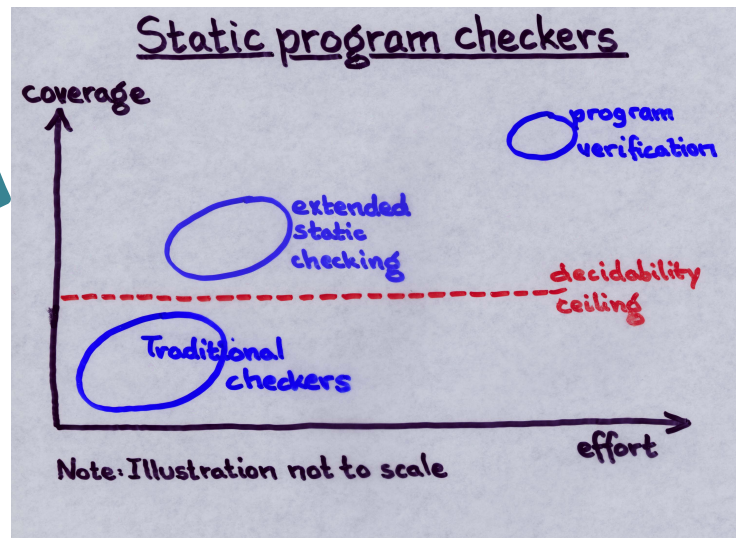 Static program checkers
coverage
program
verification
extended
static
checking
decidability
ceiling
Traditional
checkers
effort
Note: Illustration not to scale